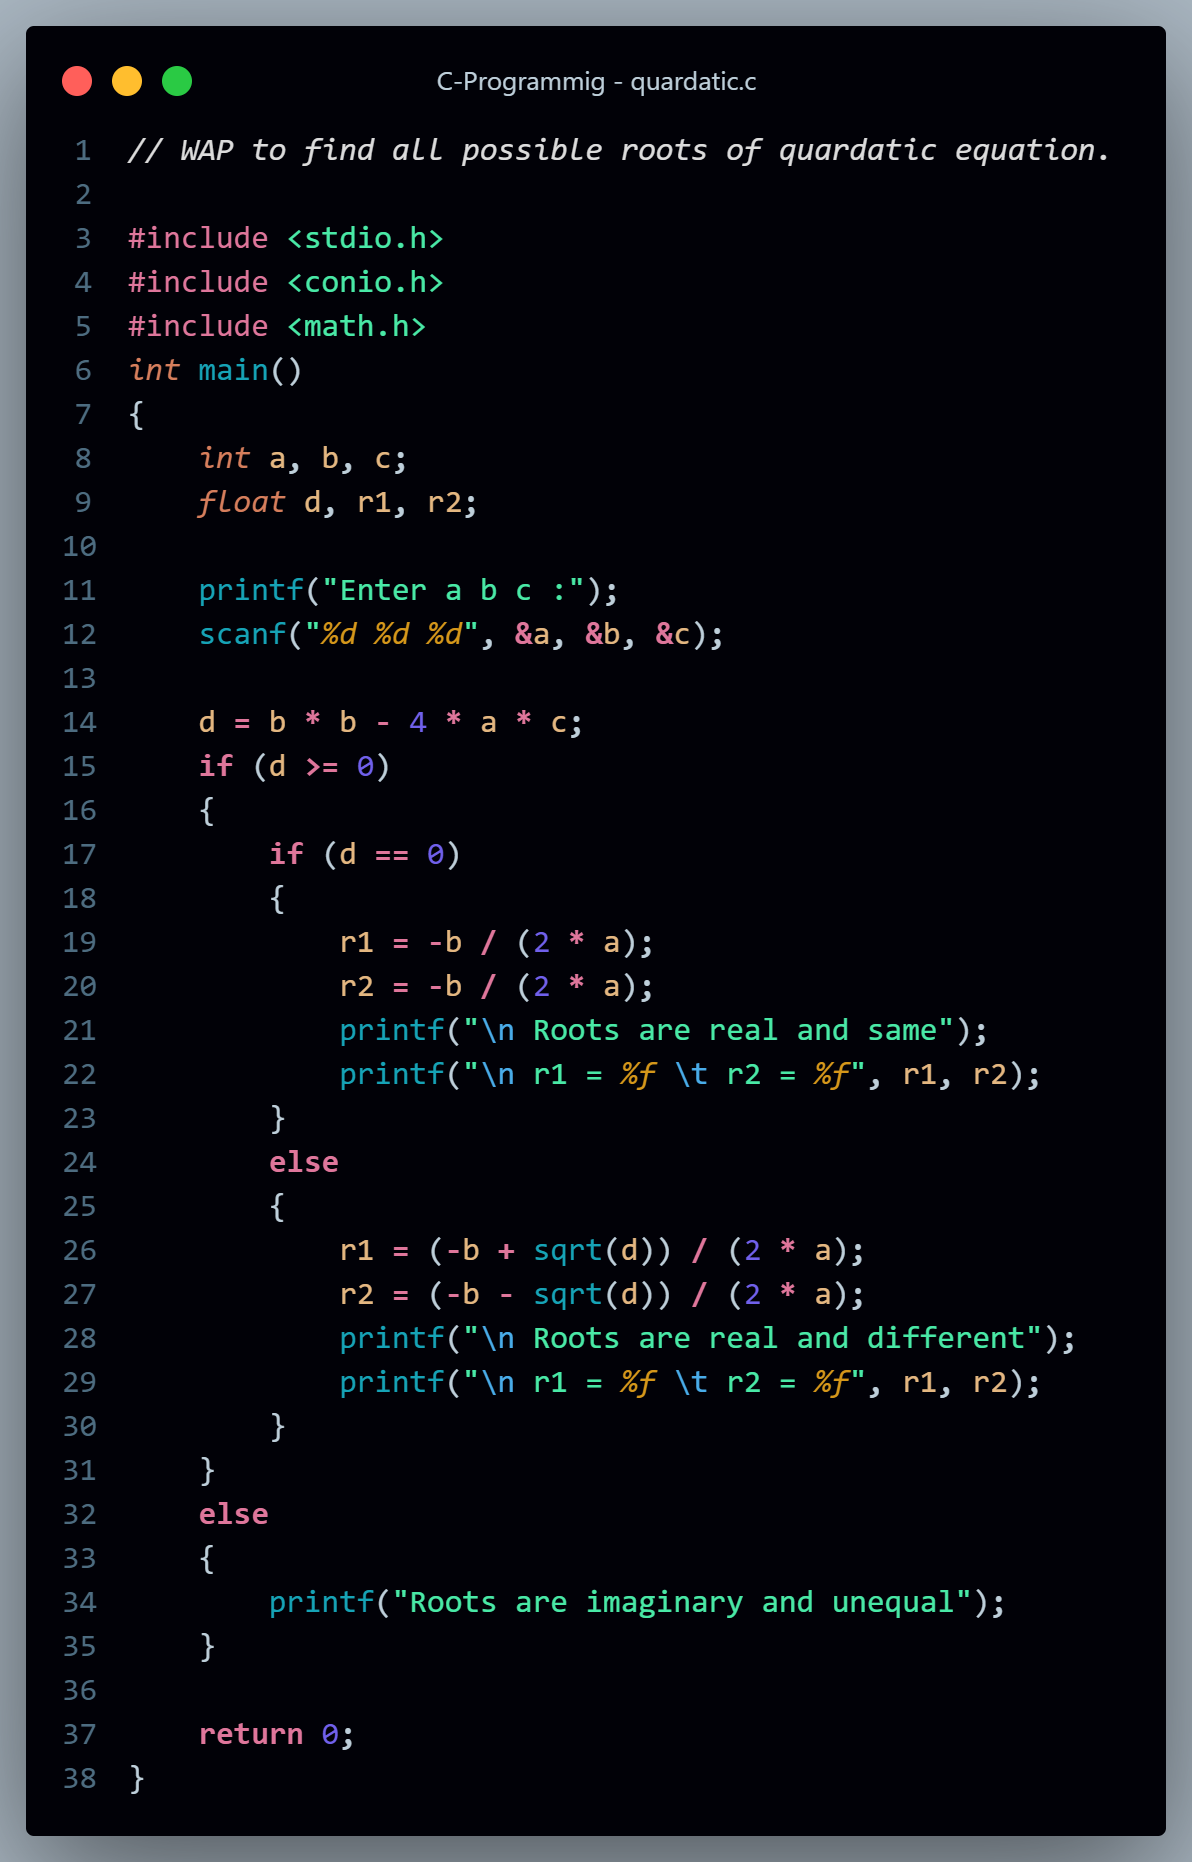 C-Programmig - quardatic.c
1 // WAP to find all possible roots of quardatic equation.
2
3 #include <stdio.h>
4 #include <conio.h>
5 #include <math.h>
6 int main()
7 {
8     int a, b, c;
9     float d, r1, r2;
10
11     printf("Enter a b c :");
12     scanf("%d %d %d", &a, &b, &c);
13
14     d = b * b - 4 * a * c;
15     if (d >= 0)
16     {
17         if (d == 0)
18         {
19             r1 = -b / (2 * a);
20             r2 = -b / (2 * a);
21             printf("\n Roots are real and same");
22             printf("\n r1 = %f \t r2 = %f", r1, r2);
23         }
24         else
25         {
26             r1 = (-b + sqrt(d)) / (2 * a);
27             r2 = (-b - sqrt(d)) / (2 * a);
28             printf("\n Roots are real and different");
29             printf("\n r1 = %f \t r2 = %f", r1, r2);
30         }
31     }
32     else
33     {
34         printf("Roots are imaginary and unequal");
35     }
36
37     return 0;
38 }